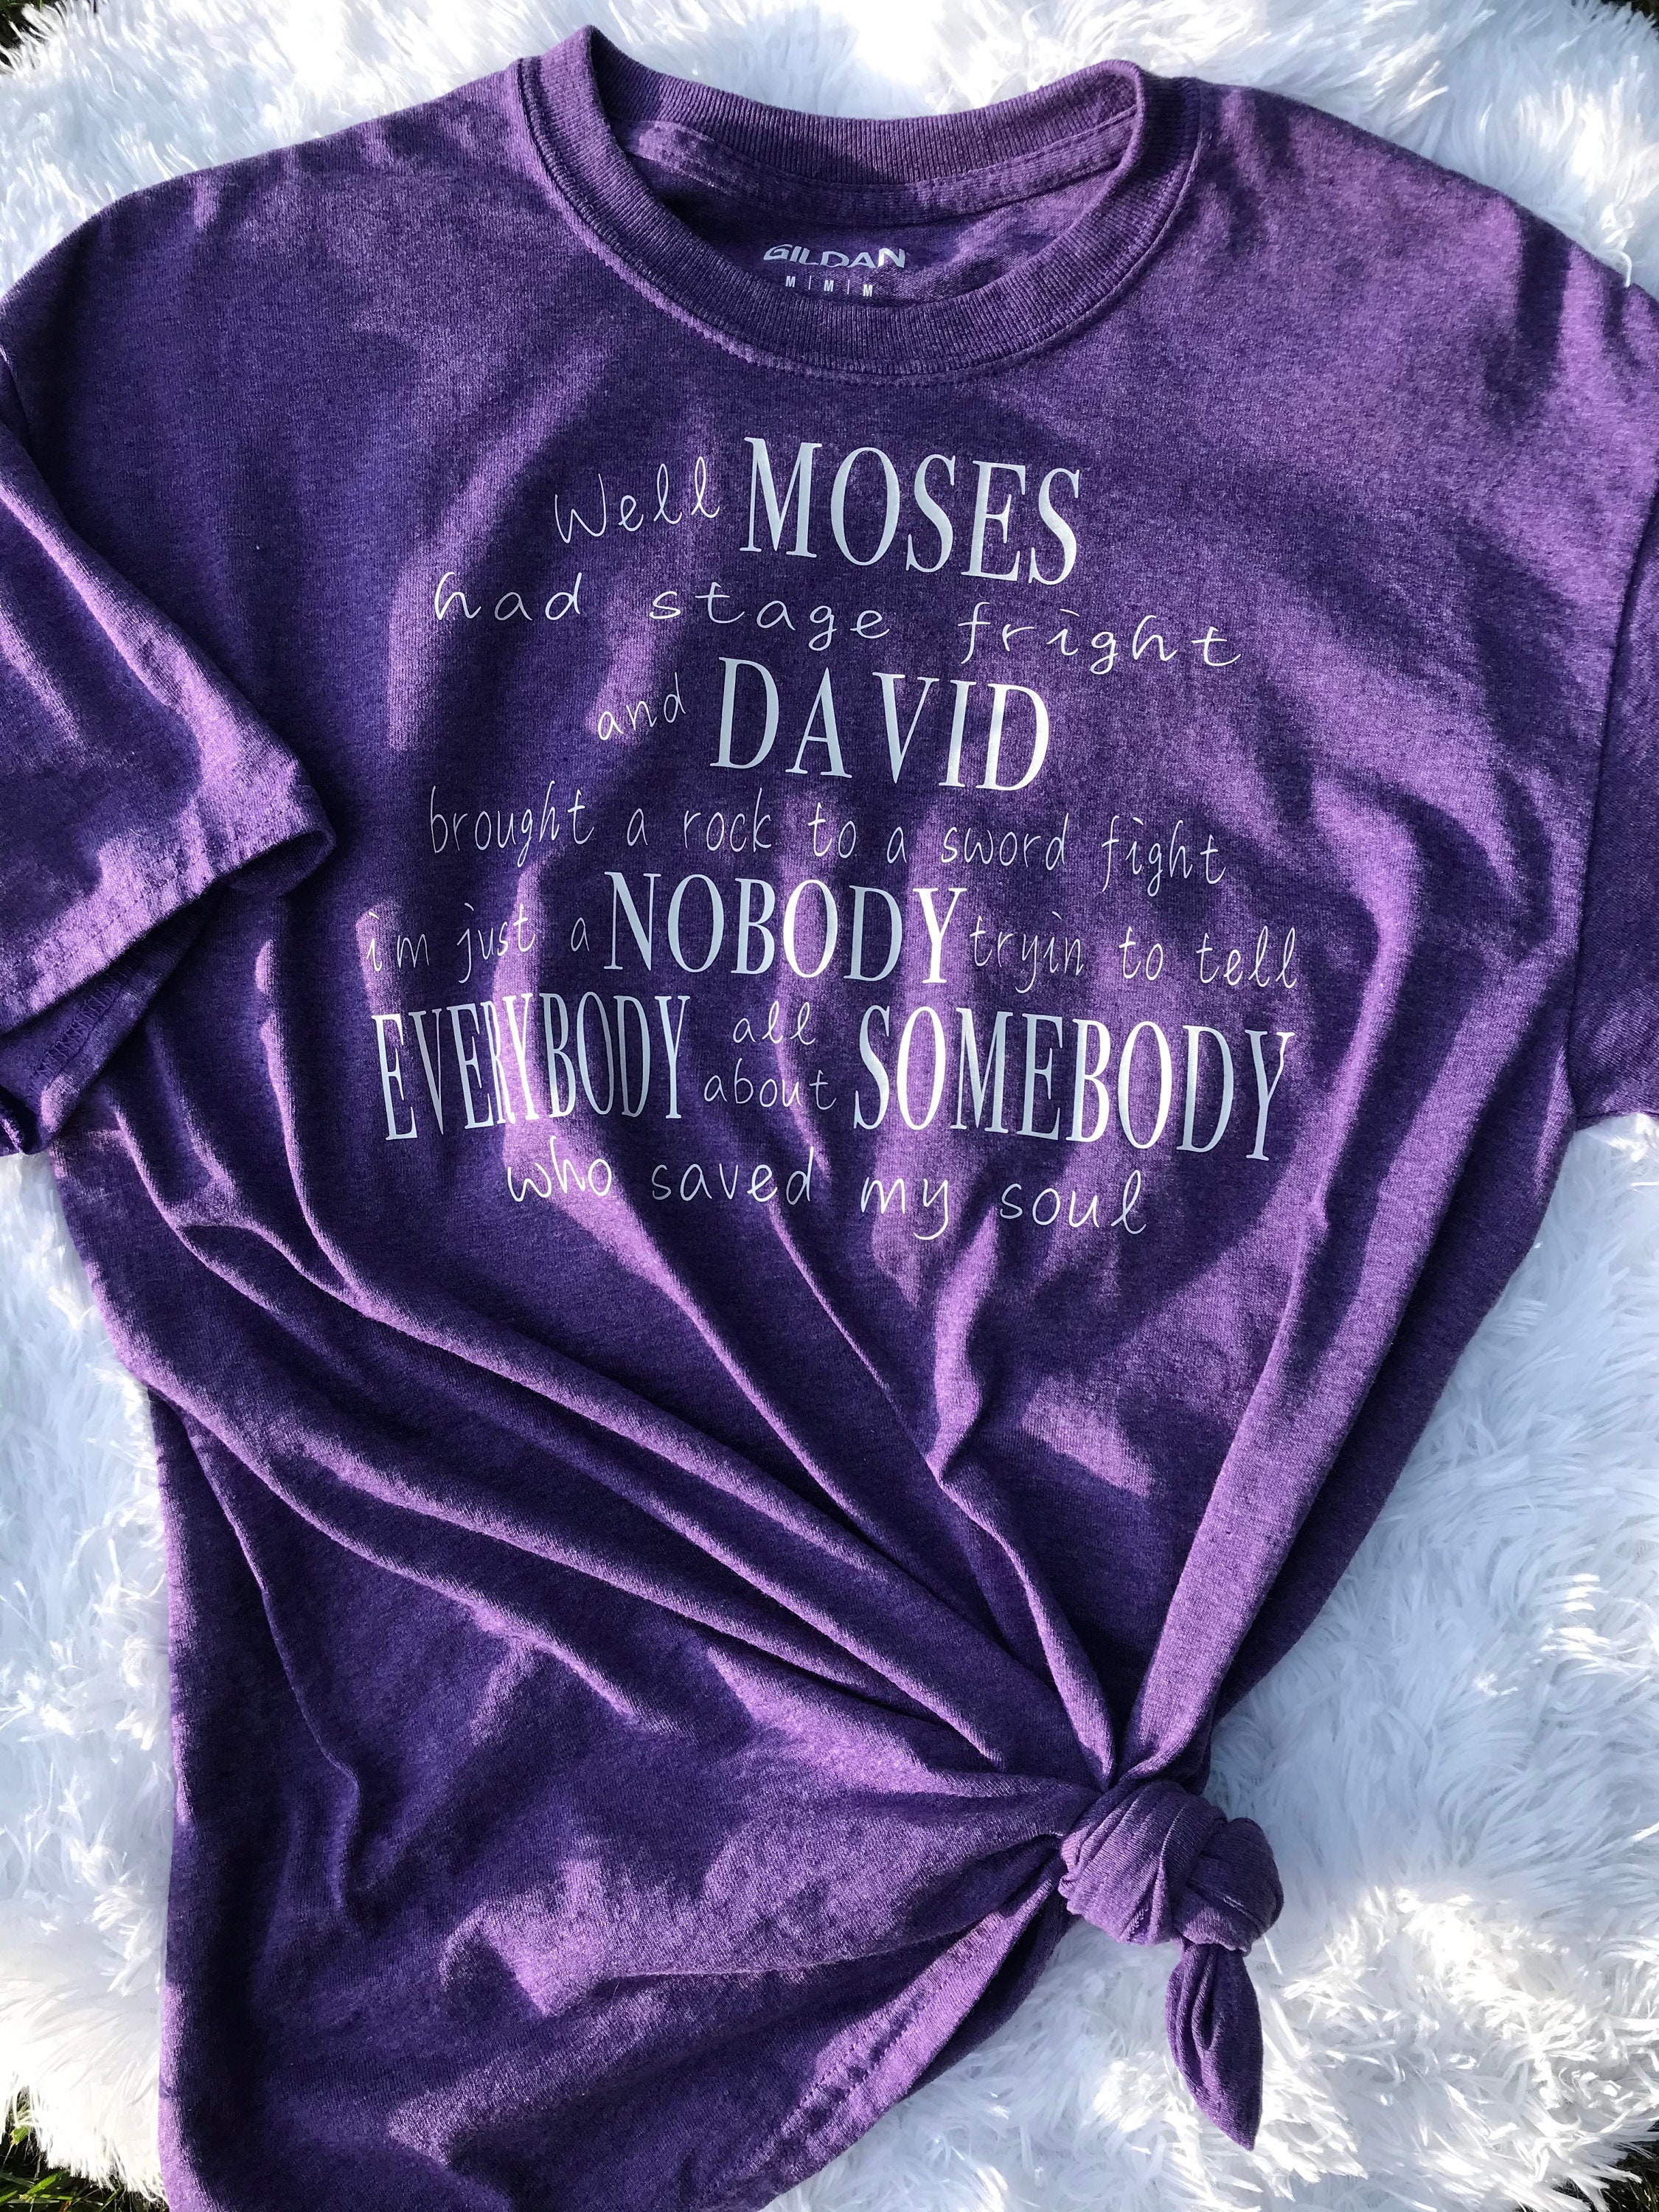 GILDAN
M | M | M
Well MOSES
had stage fright
and DAVID
brought a rock to a sword fight
im just a NOBODY tryin to tell
EVERYBODY all about SOMEBODY
who saved my soul